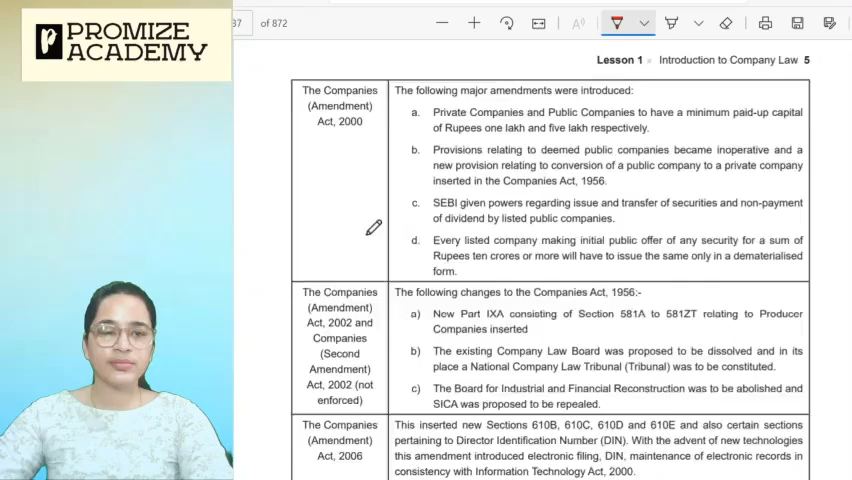 PROMIZE
ACADEMY
37 of 872
Lesson 1 Introduction to Company Law 5
The Companies
(Amendment)
Act, 2000
The following major amendments were introduced:
a. Private Companies and Public Companies to have a minimum paid-up capital
of Rupees one lakh and five lakh respectively.
b. Provisions relating to deemed public companies became inoperative and a
new provision relating to conversion of a public company to a private company
inserted in the Companies Act, 1956.
c. SEBI given powers regarding issue and transfer of securities and non-payment
of dividend by listed public companies.
d. Every listed company making initial public offer of any security for a sum of
Rupees ten crores or more will have to issue the same only in a dematerialised
form.
The Companies
(Amendment)
Act, 2002 and
Companies
(Second
Amendment)
Act, 2002 (not
enforced)
The following changes to the Companies Act, 1956:-
a) New Part IXA consisting of Section 581A to 581ZT relating to Producer
Companies inserted
b) The existing Company Law Board was proposed to be dissolved and in its
place a National Company Law Tribunal (Tribunal) was to be constituted.
c) The Board for Industrial and Financial Reconstruction was to be abolished and
SICA was proposed to be repealed.
The Companies
(Amendment)
Act, 2006
This inserted new Sections 610B, 610C, 610D and 610E and also certain sections
pertaining to Director Identification Number (DIN). With the advent of new technologies
this amendment introduced electronic filing, DIN, maintenance of electronic records in
consistency with Information Technology Act, 2000.